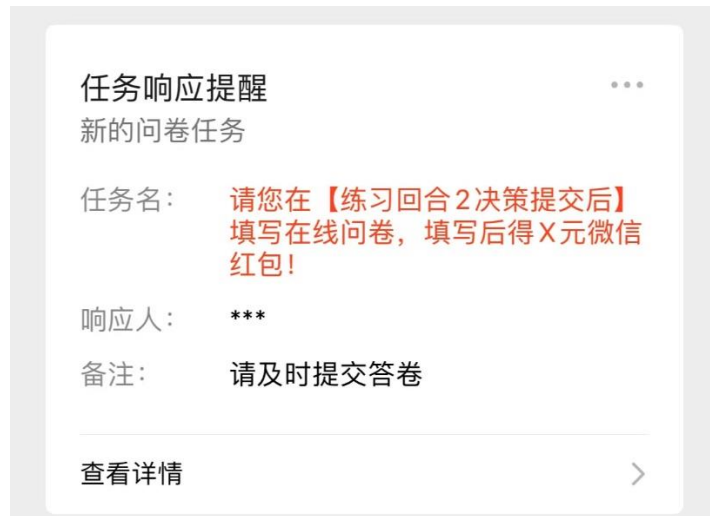 任务响应提醒
新的问卷任务
任务名： 请您在【练习回合2决策提交后】
填写在线问卷，填写后得X元微信
红包！
响应人： ***
备注： 请及时提交答卷
查看详情